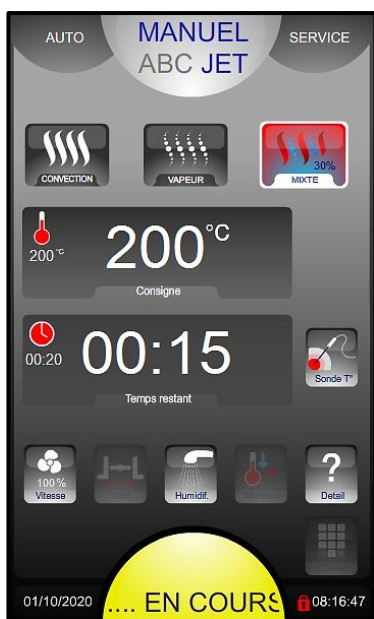 AUTO
MANUEL
SERVICE
ABC JET
CONVECTION
VAPEUR
30%
MIXTE
200°C
200°C
Consigne
00:20
00:15
Temps restant
Sonde T°
100%
Vitesse
Humidif.
?
Detail
01/10/2020
.... EN COURS
08:16:47